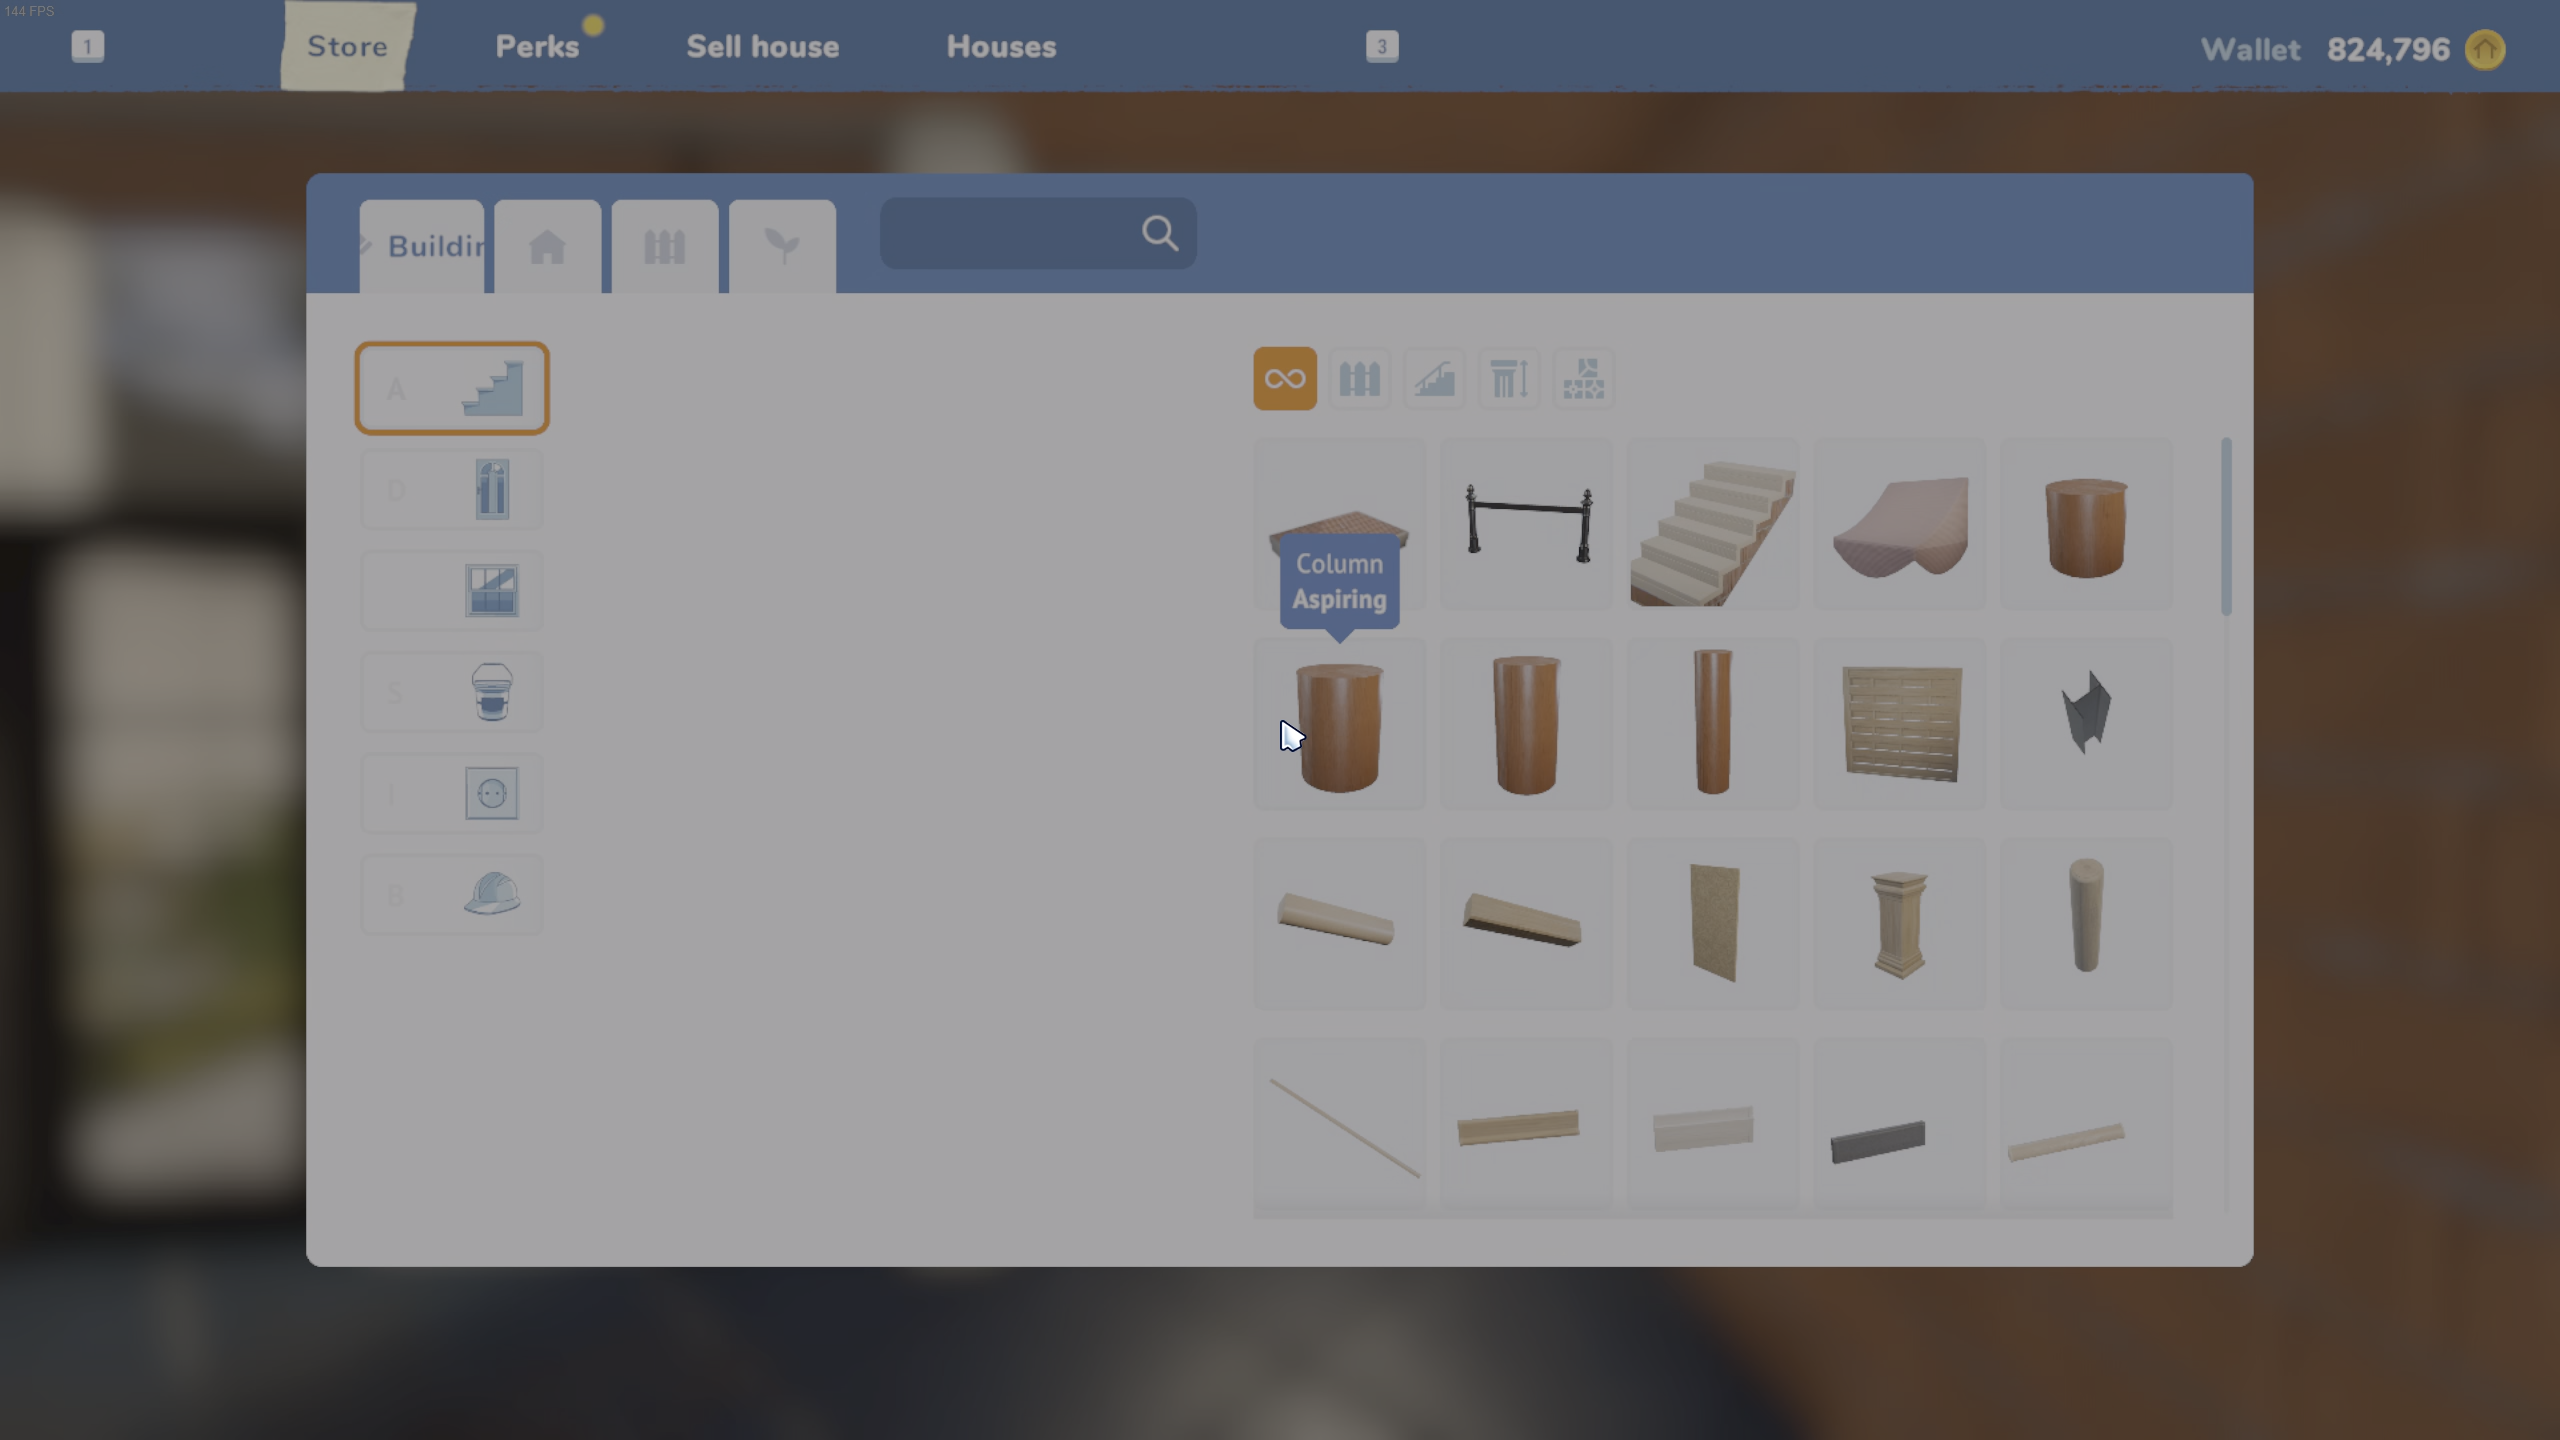 144 FPS
1
Store
Perks
Sell house
Houses
3
Wallet 824,796
Buildin
A
D
S
I
B
Column
Aspiring